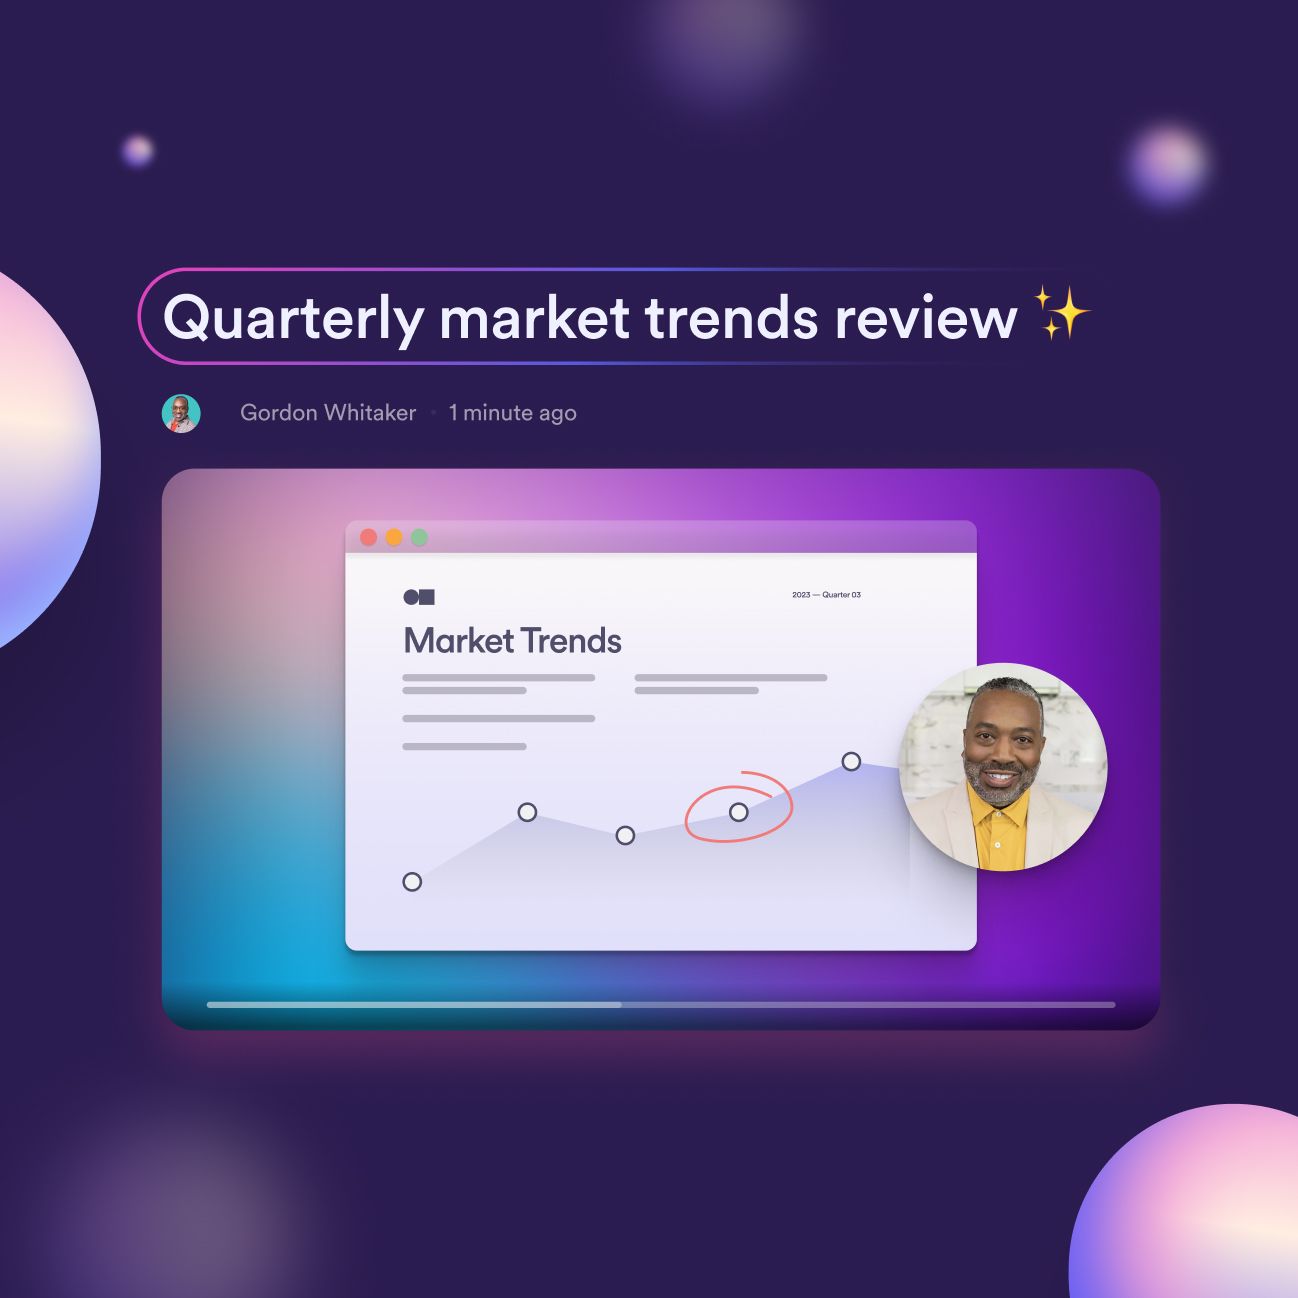 Quarterly market trends review ✨
Gordon Whitaker · 1 minute ago
2023 — Quarter 03
Market Trends